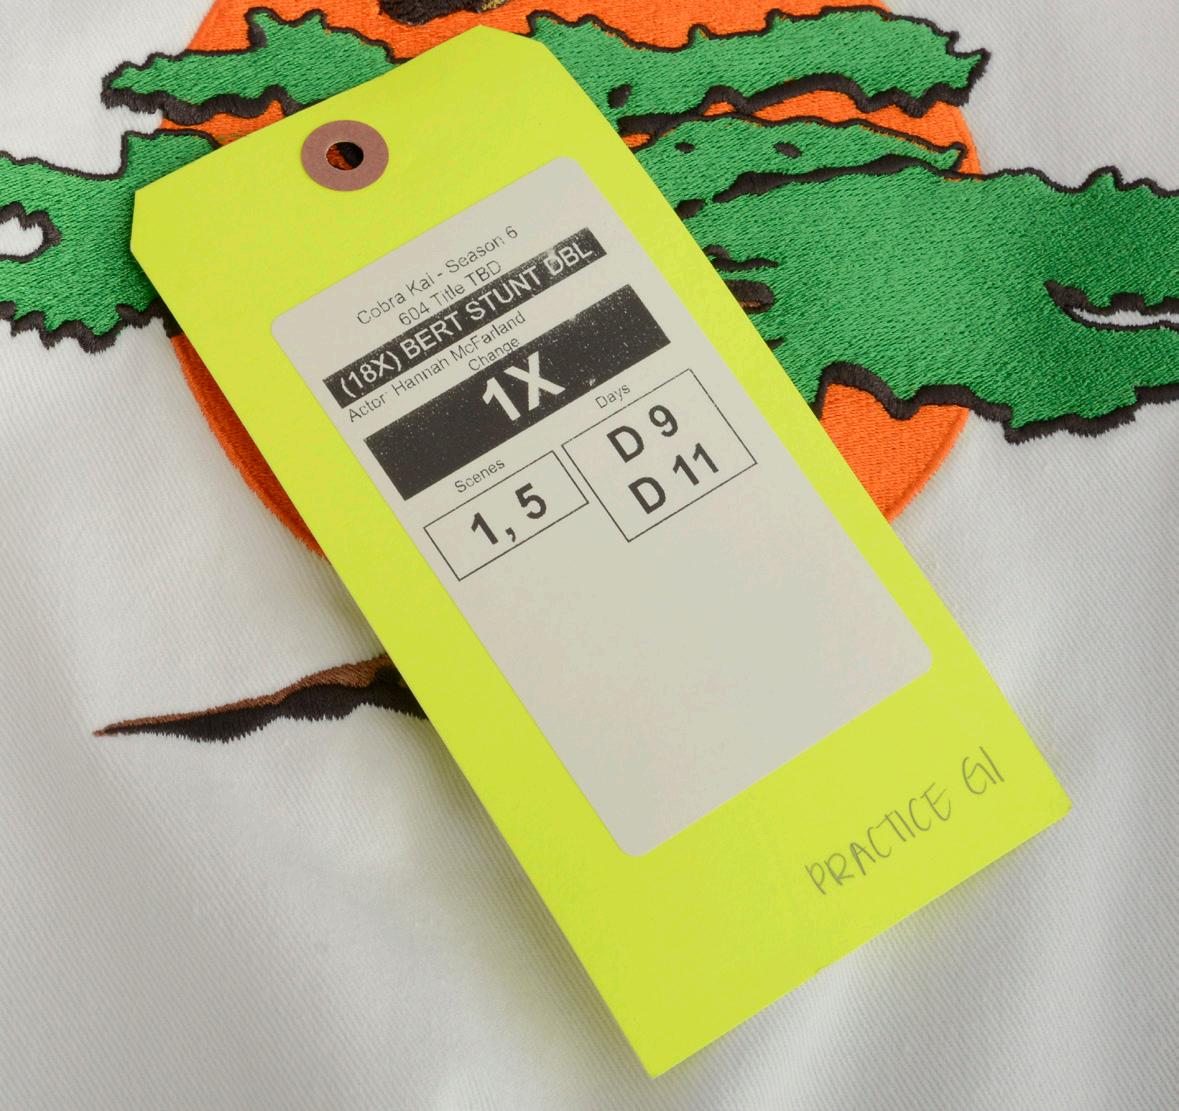 Cobra Kai - Season 6
604 Title TBD
(18X) BERT STUNT DBL
Actor Hannah McFarland
Change
1X
Scenes
1, 5
Days
D 9
D 11
PRACTICE GI